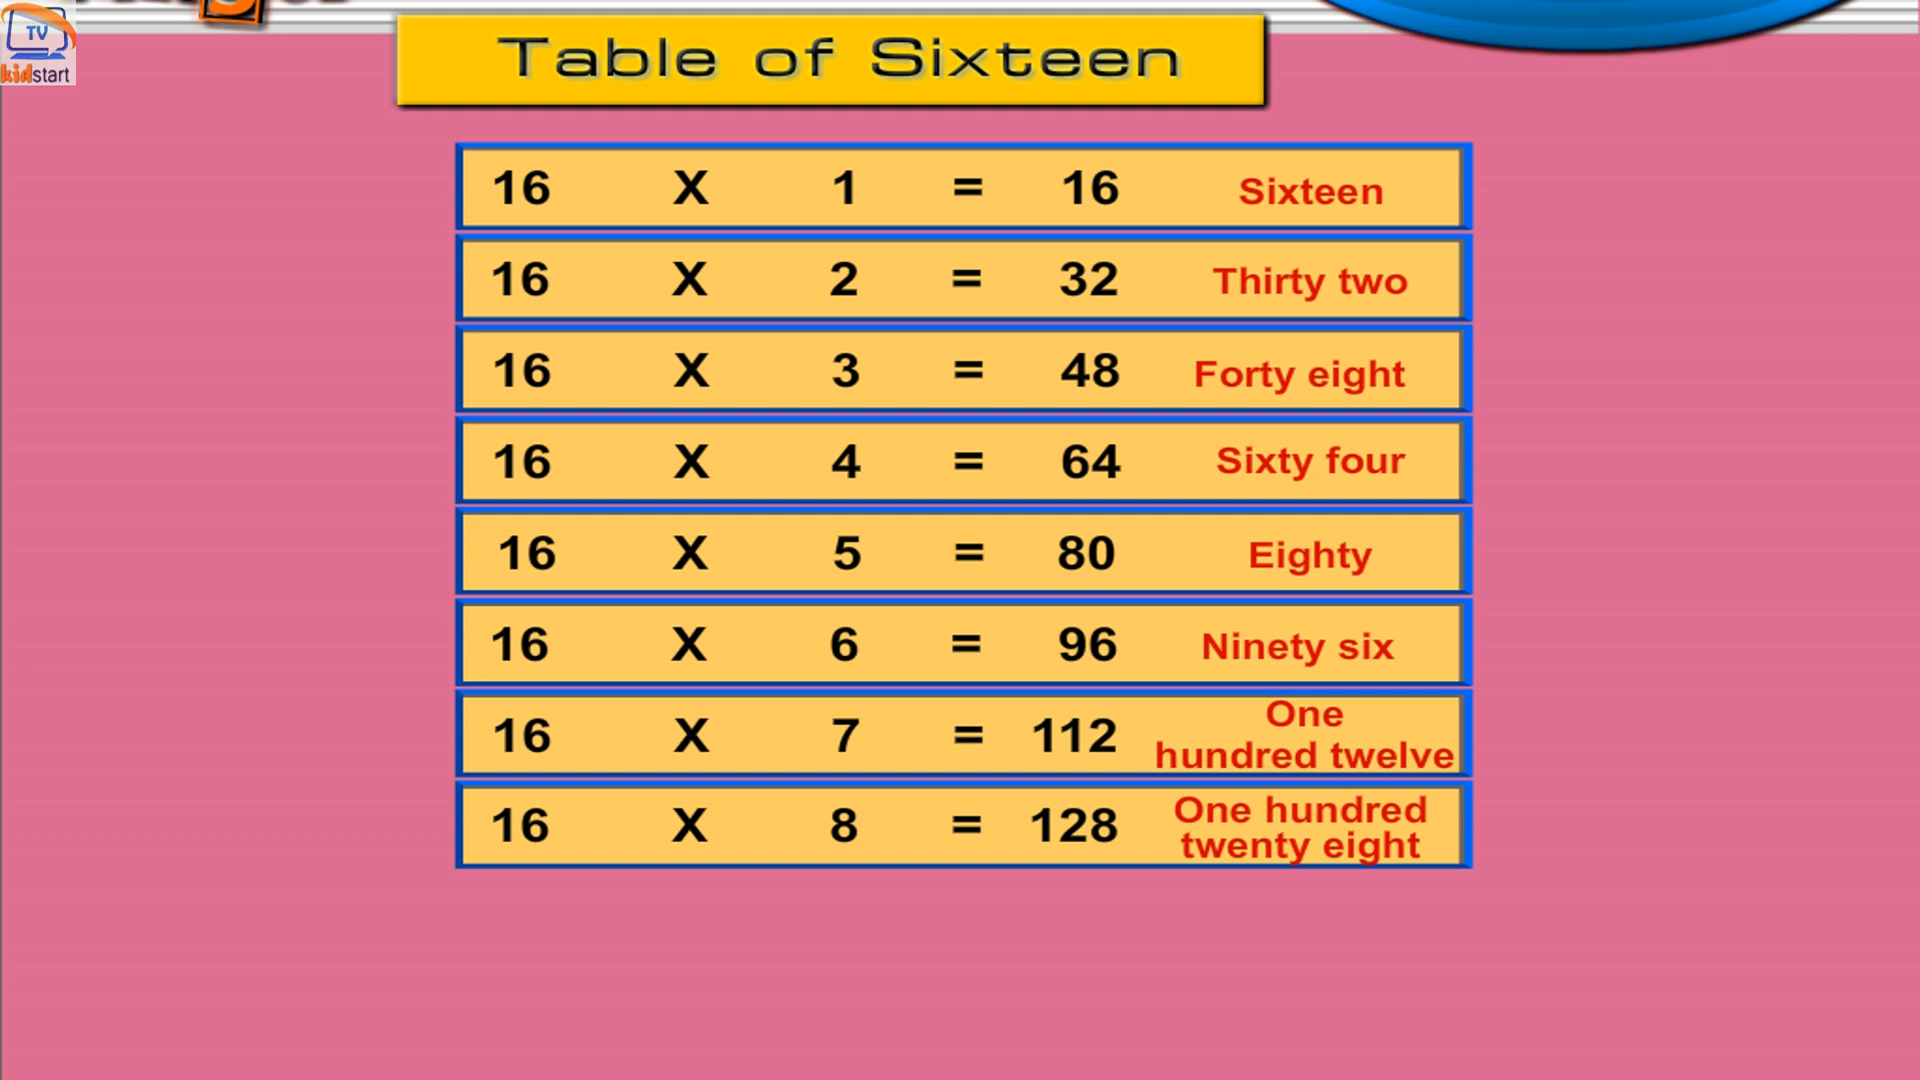 TV
kidstart
Table of Sixteen
16 X 1 = 16 Sixteen
16 X 2 = 32 Thirty two
16 X 3 = 48 Forty eight
16 X 4 = 64 Sixty four
16 X 5 = 80 Eighty
16 X 6 = 96 Ninety six
16 X 7 = 112 One
hundred twelve
16 X 8 = 128 One hundred
twenty eight